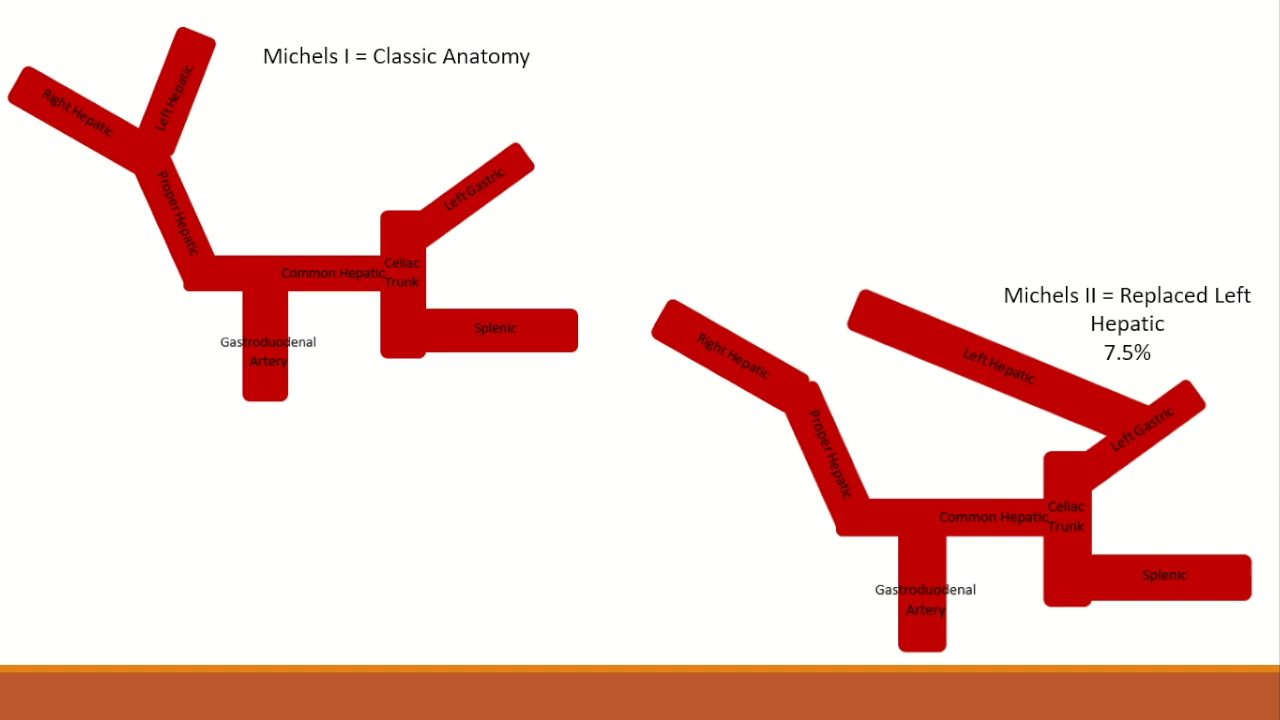 Michels I = Classic Anatomy
Left Hepatic
Right Hepatic
Proper Hepatic
Left Gastric
Common Hepatic
Celiac
Trunk
Splenic
Gastroduodenal
Artery
Michels II = Replaced Left
Hepatic
7.5%
Right Hepatic
Left Hepatic
Proper Hepatic
Left Gastric
Common Hepatic
Celiac
Trunk
Splenic
Gastroduodenal
Artery